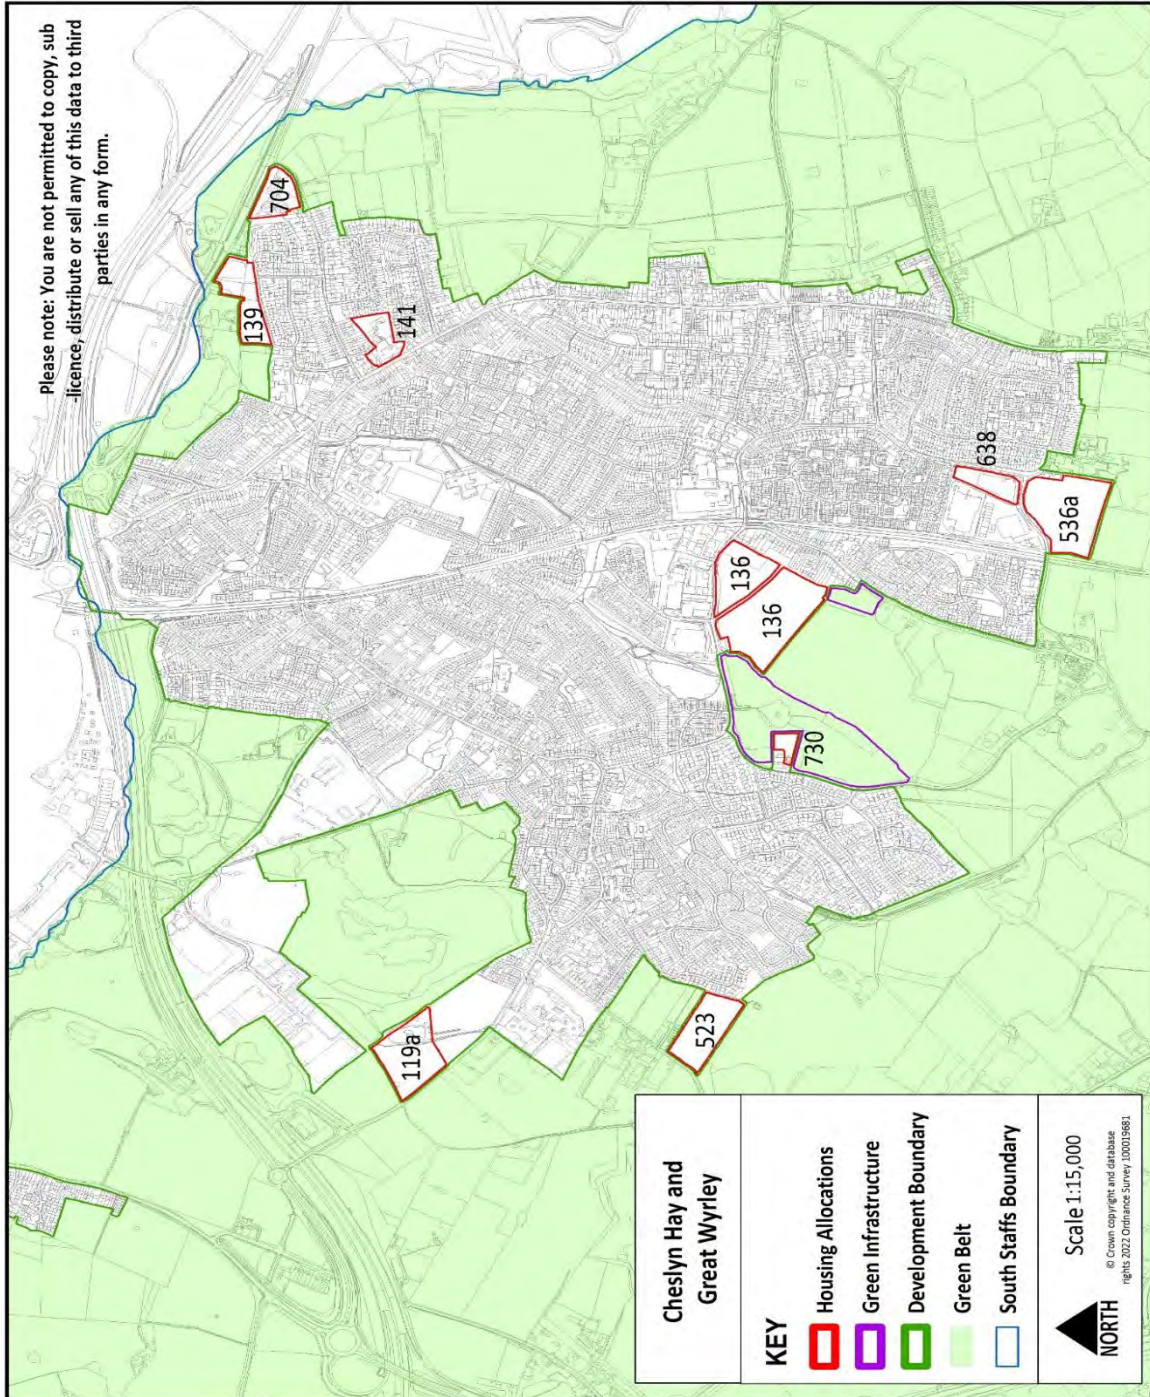 Please note: You are not permitted to copy, sub
-licence, distribute or sell any of this data to third
parties in any form.
704
139
141
638
536a
136
136
730
523
119a
Cheslyn Hay and
Great Wyrley
KEY
Housing Allocations
Green Infrastructure
Development Boundary
Green Belt
South Staffs Boundary
NORTH
Scale 1:15,000
© Crown copyright and database
rights 2022 Ordnance Survey 100019681